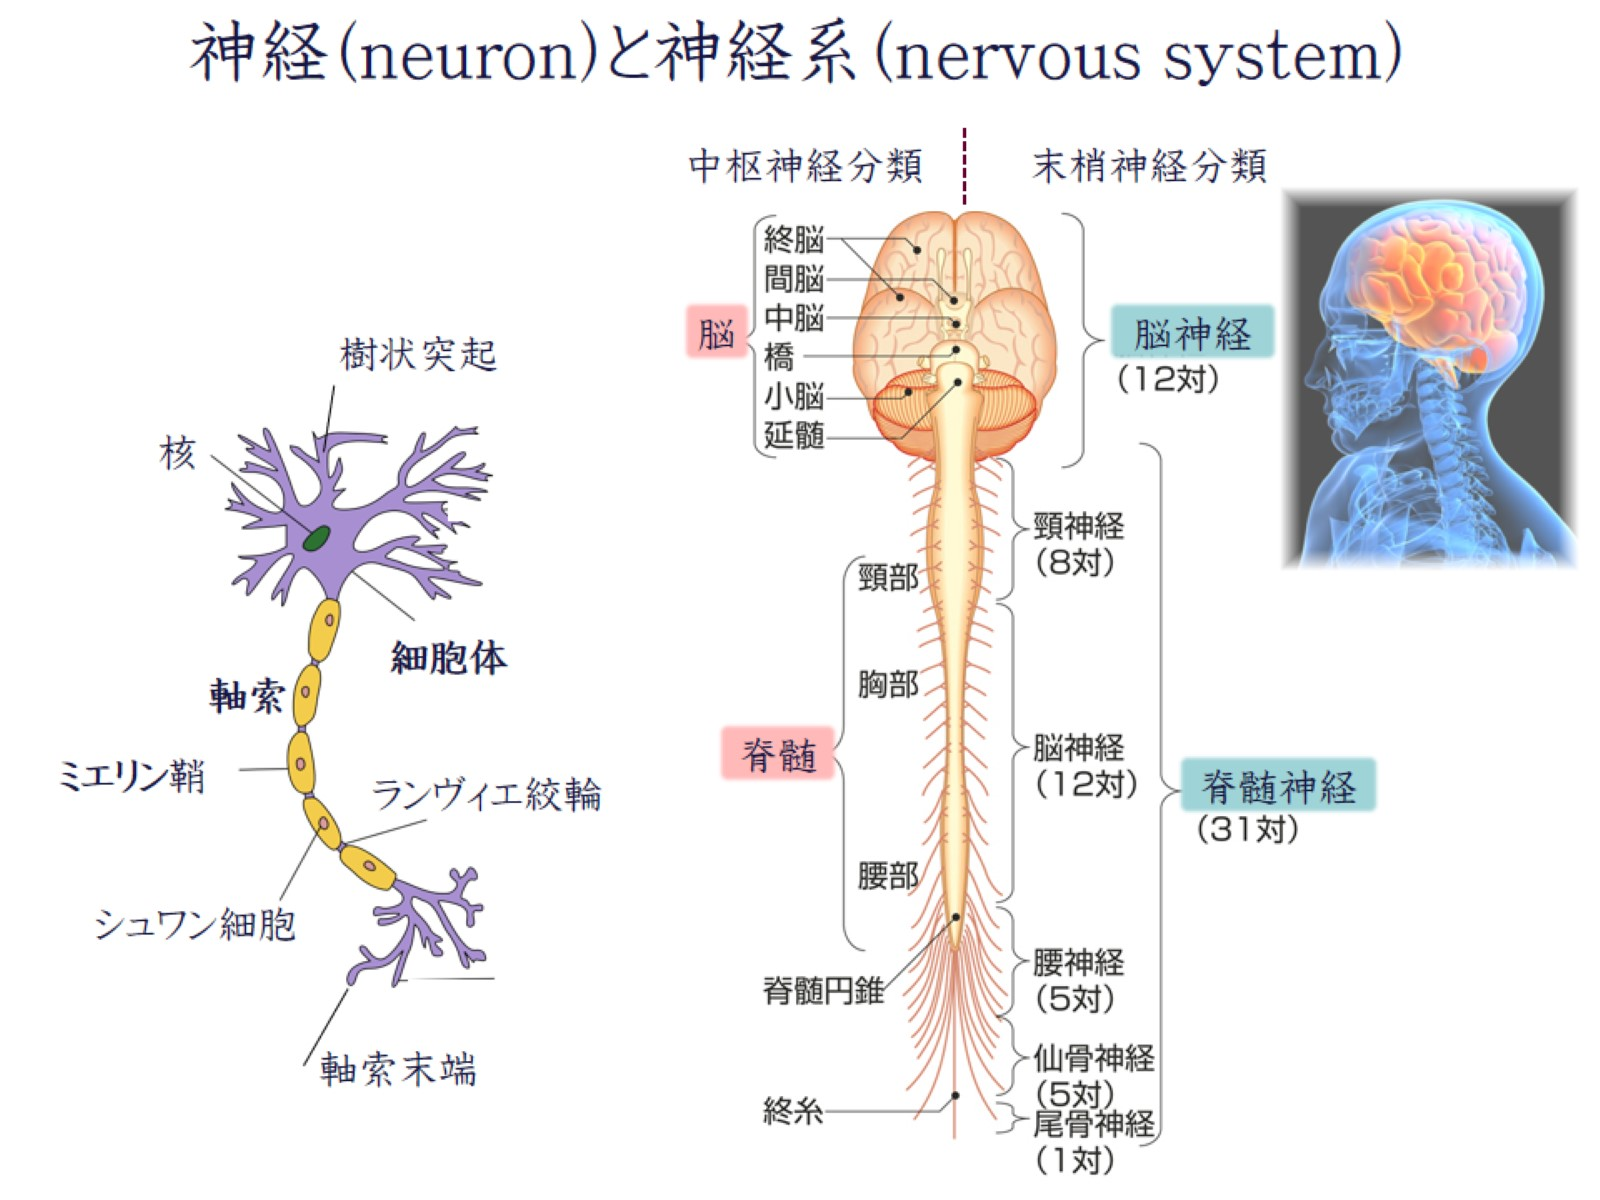 神経(neuron)と神経系(nervous system)
中枢神経分類
末梢神経分類
終脳
間脳
中脳
橋
小脳
延髄
脳
脳神経
(12対)
樹状突起
核
細胞体
軸索
ミエリン鞘
ランヴィエ絞輪
シュワン細胞
軸索末端
頸部
胸部
腰部
脊髄
脊髄円錐
終糸
頸神経
(8対)
脳神経
(12対)
腰神経
(5対)
仙骨神経
(5対)
尾骨神経
(1対)
脊髄神経
(31対)